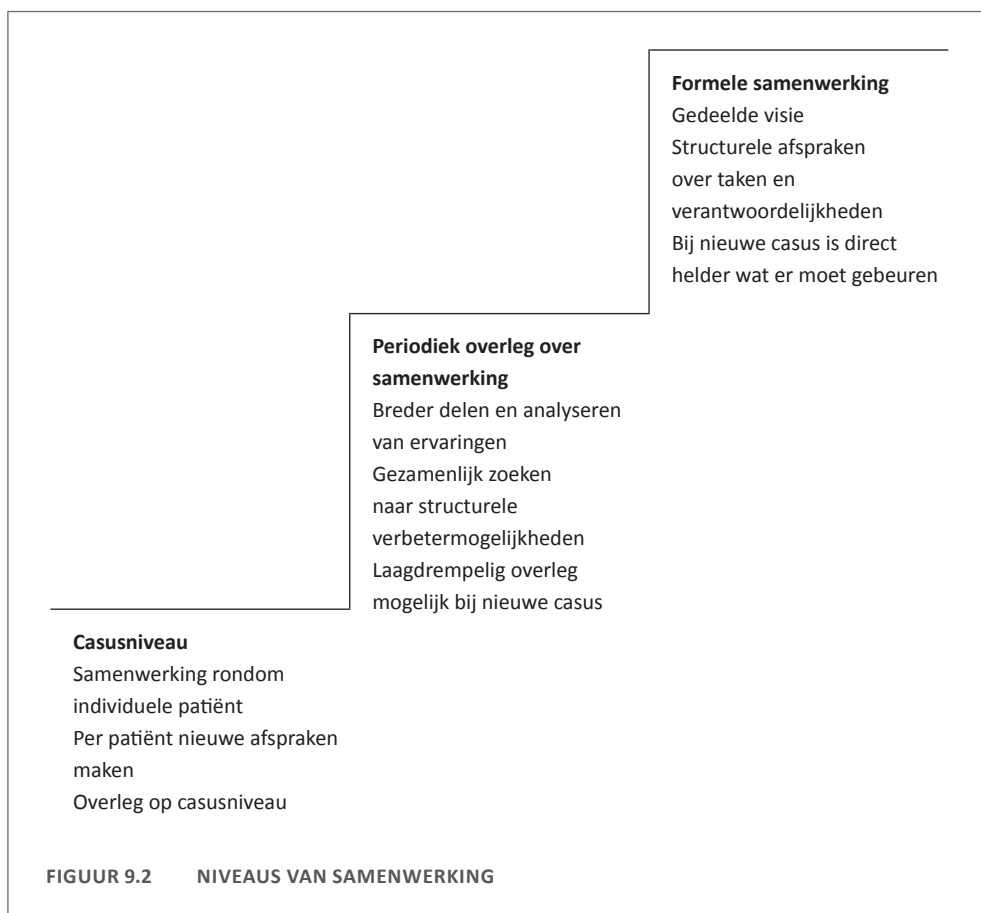 Formele samenwerking
Gedeelde visie
Structurele afspraken
over taken en
verantwoordelijkheden
Bij nieuwe casus is direct
helder wat er moet gebeuren
Periodiek overleg over
samenwerking
Breder delen en analyseren
van ervaringen
Gezamenlijk zoeken
naar structurele
verbetermogelijkheden
Laagdrempelig overleg
mogelijk bij nieuwe casus
Casusniveau
Samenwerking rondom
individuele patiënt
Per patiënt nieuwe afspraken
maken
Overleg op casusniveau
FIGUUR 9.2 NIVEAUS VAN SAMENWERKING